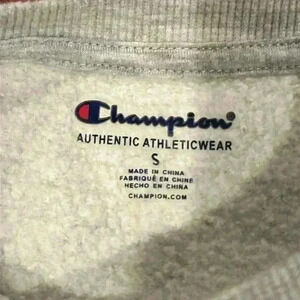 Champion
AUTHENTIC ATHLETICWEAR
S
MADE IN CHINA
FABRIQUÉ EN CHINE
HECHO EN CHINA
CHAMPION.COM